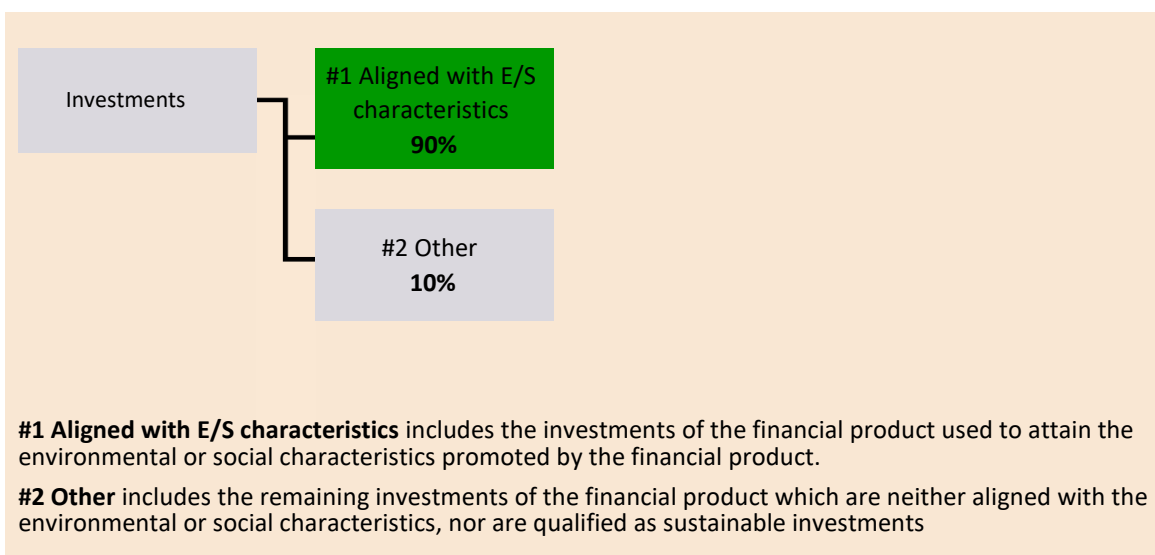 Investments
#1 Aligned with E/S
characteristics
90%
#2 Other
10%
#1 Aligned with E/S characteristics includes the investments of the financial product used to attain the
environmental or social characteristics promoted by the financial product.
#2 Other includes the remaining investments of the financial product which are neither aligned with the
environmental or social characteristics, nor are qualified as sustainable investments